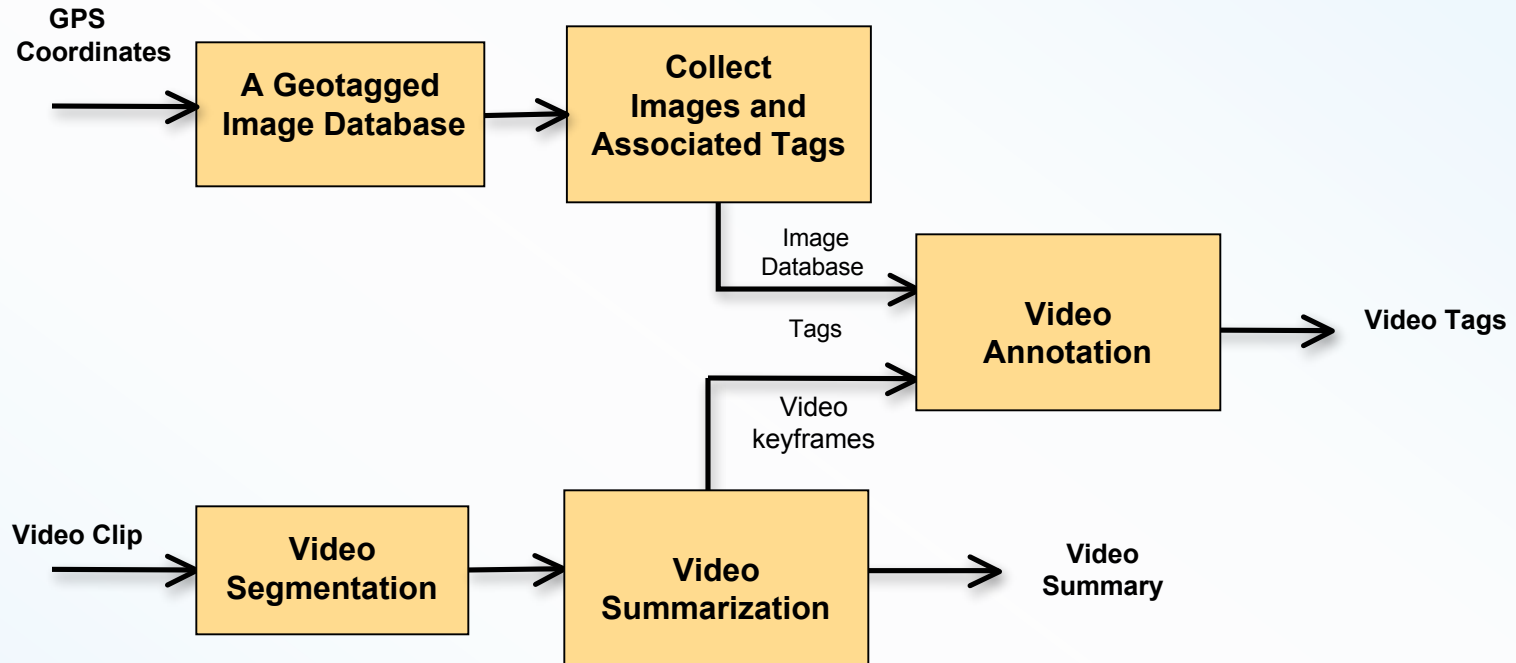 GPS
Coordinates
A Geotagged
Image Database
Collect
Images and
Associated Tags
Image
Database
Tags
Video
Annotation
Video Tags
Video
keyframes
Video Clip
Video
Segmentation
Video
Summarization
Video
Summary